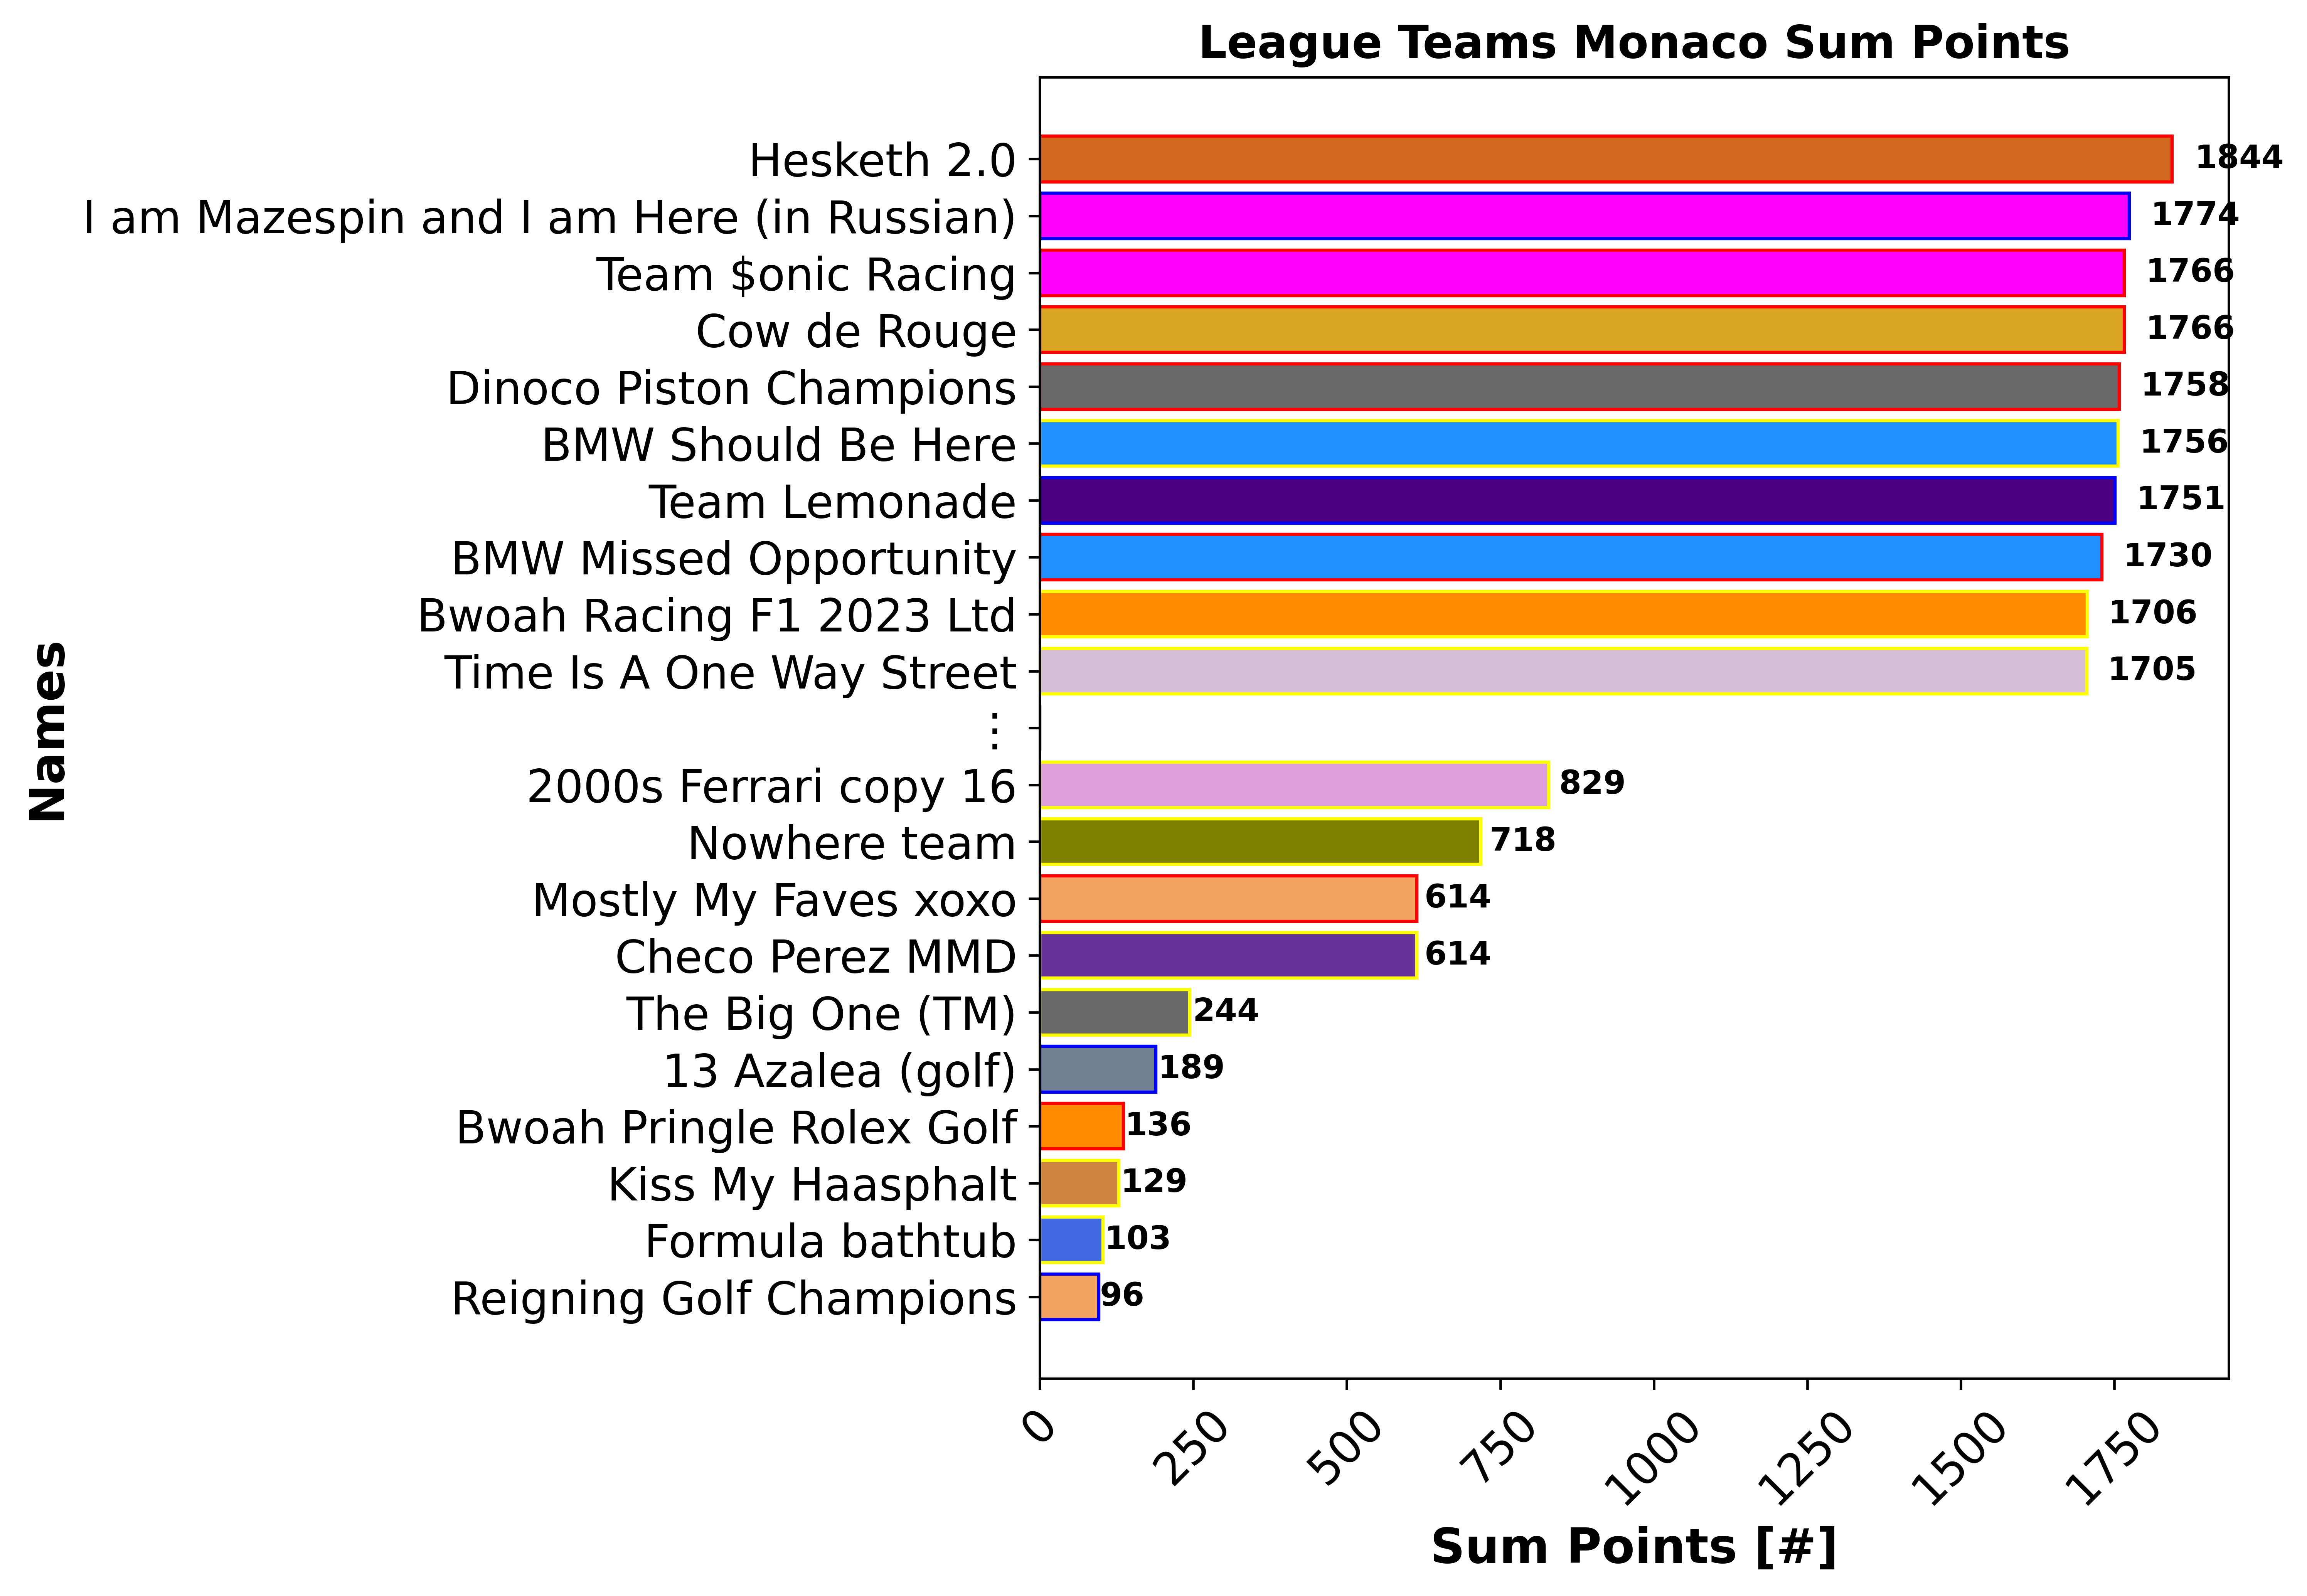 League Teams Monaco Sum Points
Names
Hesketh 2.0 1844
I am Mazespin and I am Here (in Russian) 1774
Team $onic Racing 1766
Cow de Rouge 1766
Dinoco Piston Champions 1758
BMW Should Be Here 1756
Team Lemonade 1751
BMW Missed Opportunity 1730
Bwoah Racing F1 2023 Ltd 1706
Time Is A One Way Street 1705
⋮
2000s Ferrari copy 16 829
Nowhere team 718
Mostly My Faves xoxo 614
Checo Perez MMD 614
The Big One (TM) 244
13 Azalea (golf) 189
Bwoah Pringle Rolex Golf 136
Kiss My Haasphalt 129
Formula bathtub 103
Reigning Golf Champions 96
0 250 500 750 1000 1250 1500 1750
Sum Points [#]